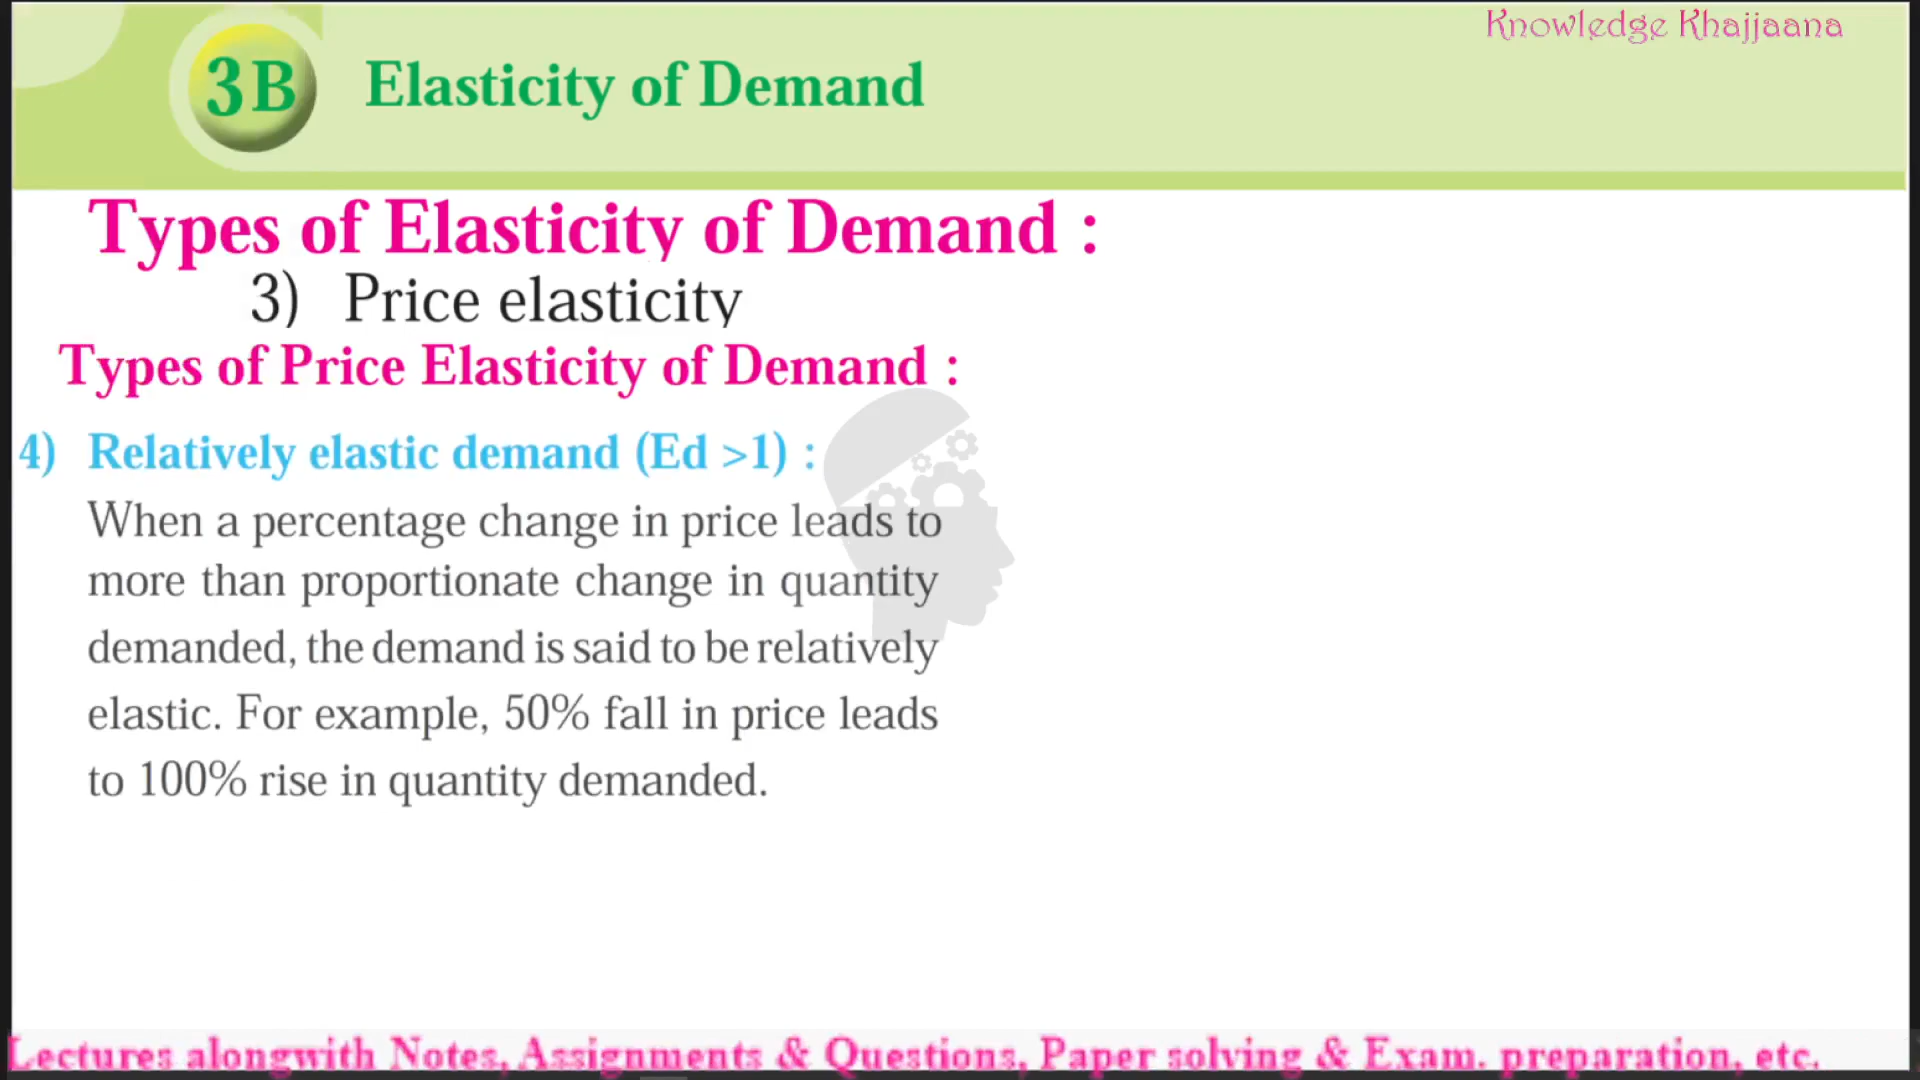 Knowledge Khajjaana
3B Elasticity of Demand
Types of Elasticity of Demand :
3) Price elasticity
Types of Price Elasticity of Demand :
4) Relatively elastic demand (Ed >1) :
When a percentage change in price leads to
more than proportionate change in quantity
demanded, the demand is said to be relatively
elastic. For example, 50% fall in price leads
to 100% rise in quantity demanded.
Lectures alongwith Notes, Assignments & Questions, Paper solving & Exam. preparation, etc.